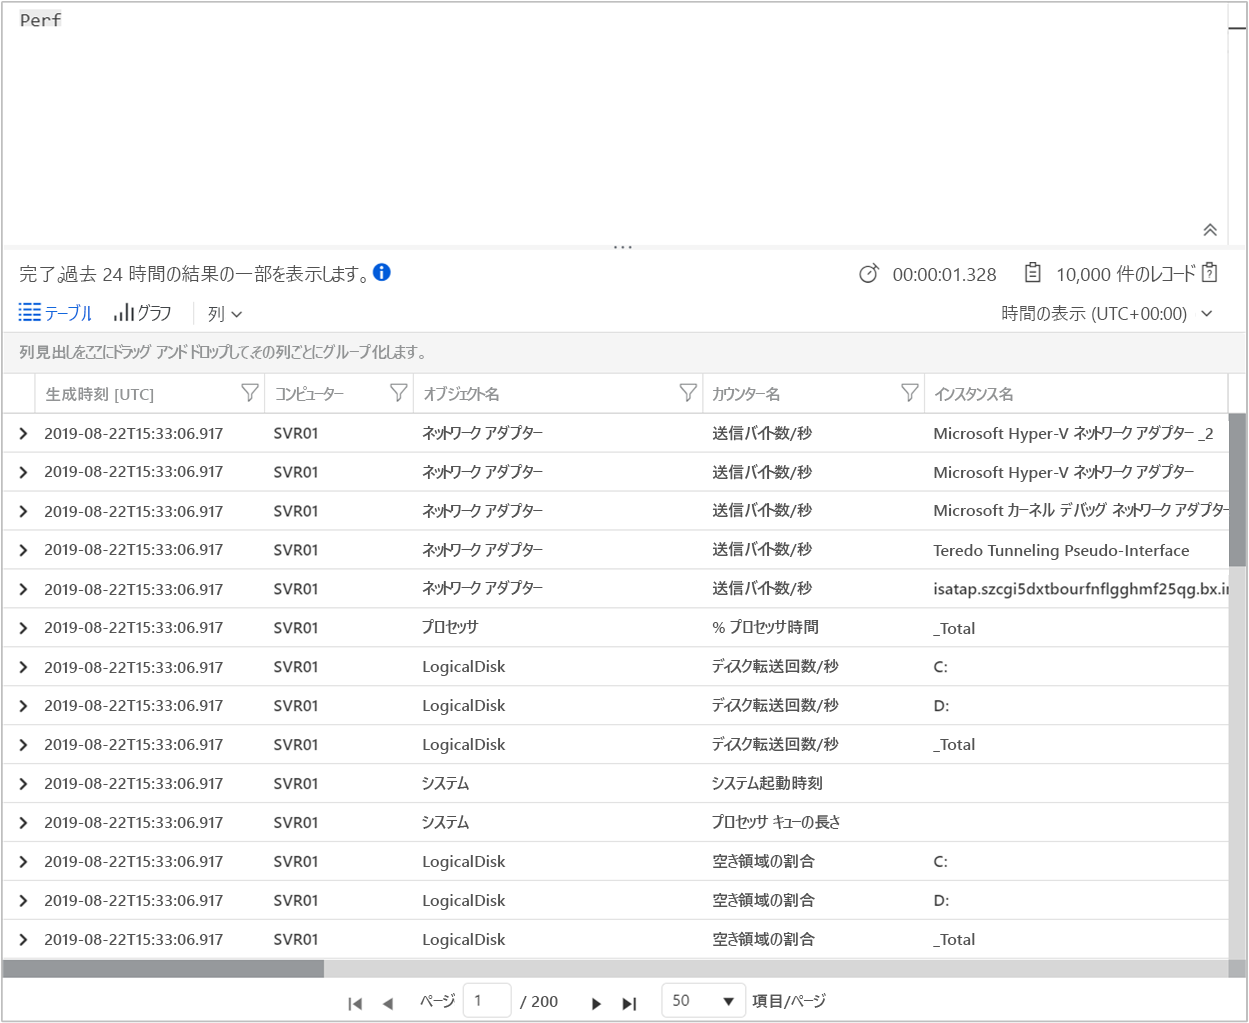 Perf
完了。過去 24 時間の結果の一部を表示します。
00:00:01.328 10,000 件のレコード
テーブル グラフ 列 時間の表示 (UTC+00:00)
列見出しをここにドラッグ アンド ドロップしてその列ごとにグループ化します。
生成時刻 [UTC] コンピューター オブジェクト名 カウンター名 インスタンス名
2019-08-22T15:33:06.917 SVR01 ネットワーク アダプター 送信バイト数/秒 Microsoft Hyper-V ネットワーク アダプター _2
2019-08-22T15:33:06.917 SVR01 ネットワーク アダプター 送信バイト数/秒 Microsoft Hyper-V ネットワーク アダプター
2019-08-22T15:33:06.917 SVR01 ネットワーク アダプター 送信バイト数/秒 Microsoft カーネル デバッグ ネットワーク アダプター
2019-08-22T15:33:06.917 SVR01 ネットワーク アダプター 送信バイト数/秒 Teredo Tunneling Pseudo-Interface
2019-08-22T15:33:06.917 SVR01 ネットワーク アダプター 送信バイト数/秒 isatap.szcgi5dxtbourfnflgghmf25qg.bx.in
2019-08-22T15:33:06.917 SVR01 プロセッサ % プロセッサ時間 _Total
2019-08-22T15:33:06.917 SVR01 LogicalDisk ディスク転送回数/秒 C:
2019-08-22T15:33:06.917 SVR01 LogicalDisk ディスク転送回数/秒 D:
2019-08-22T15:33:06.917 SVR01 LogicalDisk ディスク転送回数/秒 _Total
2019-08-22T15:33:06.917 SVR01 システム システム起動時刻
2019-08-22T15:33:06.917 SVR01 システム プロセッサ キューの長さ
2019-08-22T15:33:06.917 SVR01 LogicalDisk 空き領域の割合 C:
2019-08-22T15:33:06.917 SVR01 LogicalDisk 空き領域の割合 D:
2019-08-22T15:33:06.917 SVR01 LogicalDisk 空き領域の割合 _Total
ページ 1 / 200 50 項目/ページ